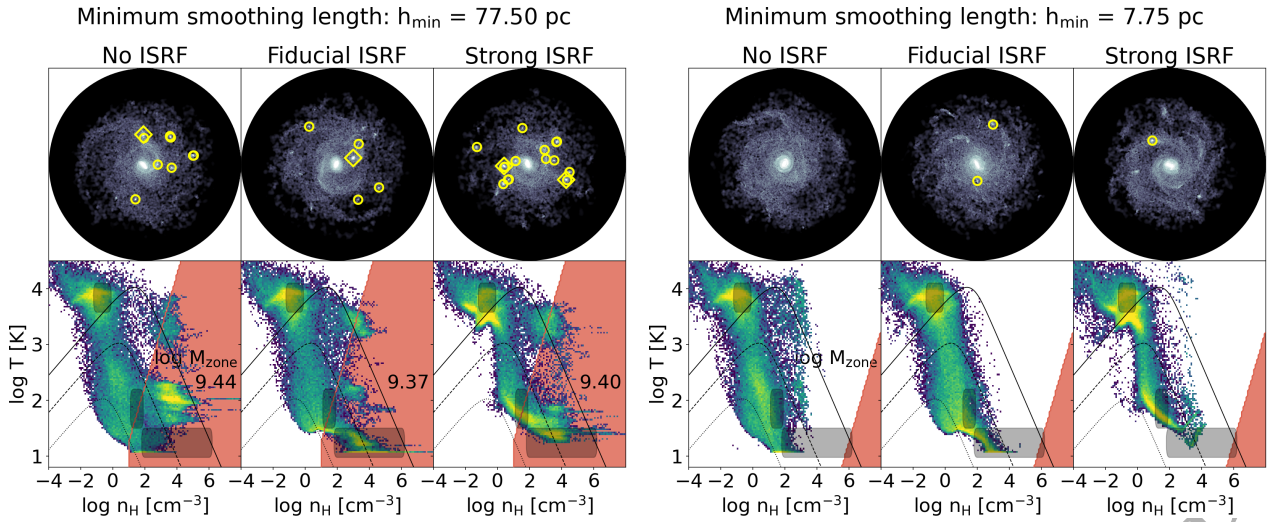 Minimum smoothing length: h_min = 77.50 pc
Minimum smoothing length: h_min = 7.75 pc
No ISRF
Fiducial ISRF
Strong ISRF
No ISRF
Fiducial ISRF
Strong ISRF
log T [K]
4
3
2
1
log M_zone
9.44
9.37
9.40
log T [K]
4
3
2
1
log M_zone
−4 −2 0 2 4 6
−4 −2 0 2 4 6
−4 −2 0 2 4 6 8
−4 −2 0 2 4 6
−4 −2 0 2 4 6
−4 −2 0 2 4 6 8
log n_H [cm⁻³]
log n_H [cm⁻³]
log n_H [cm⁻³]
log n_H [cm⁻³]
log n_H [cm⁻³]
log n_H [cm⁻³]